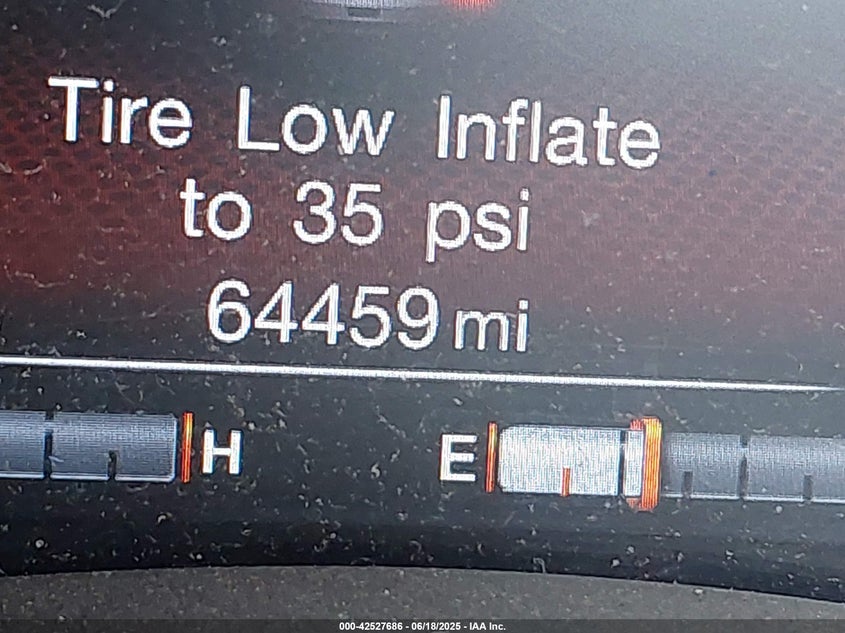 Tire Low Inflate
to 35 psi
64459 mi
H E
000-42527686 - 06/18/2025 - IAA Inc.